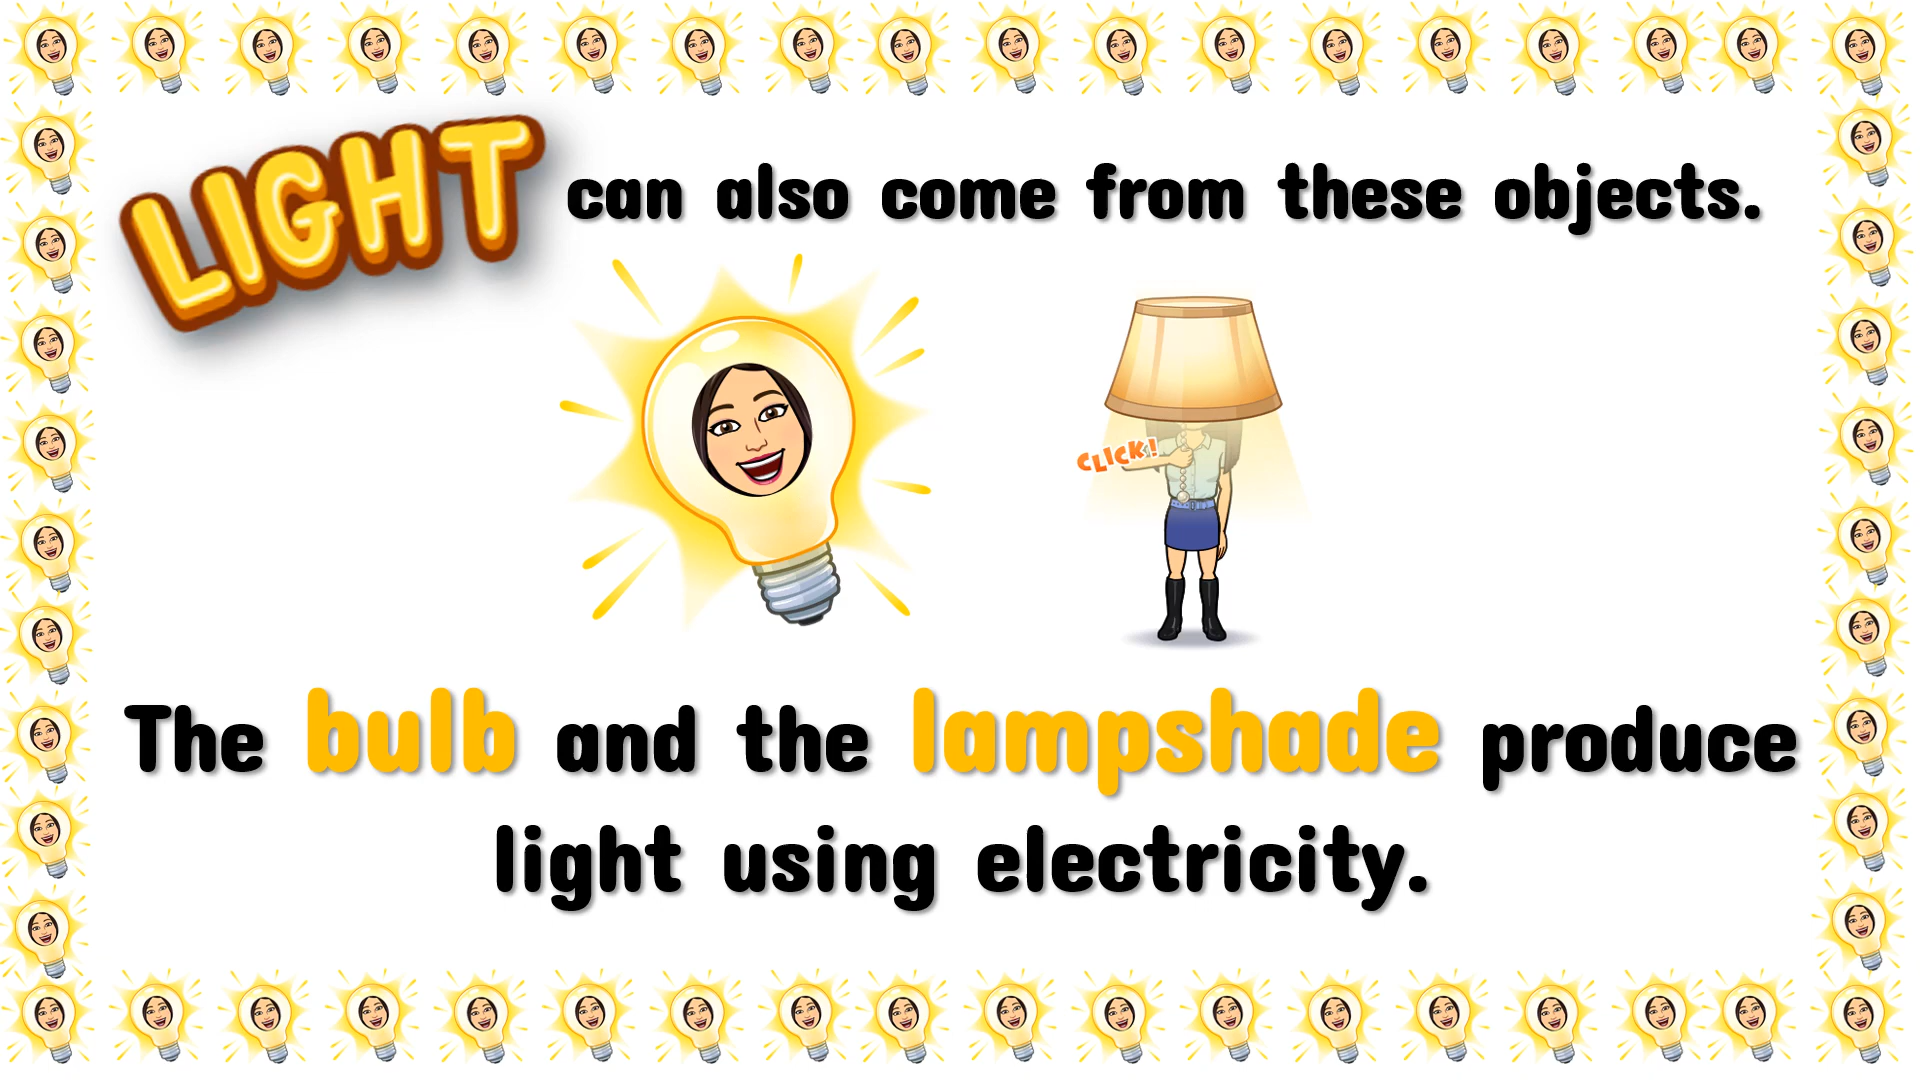 LIGHT can also come from these objects.
CLICK!
The bulb and the lampshade produce
light using electricity.